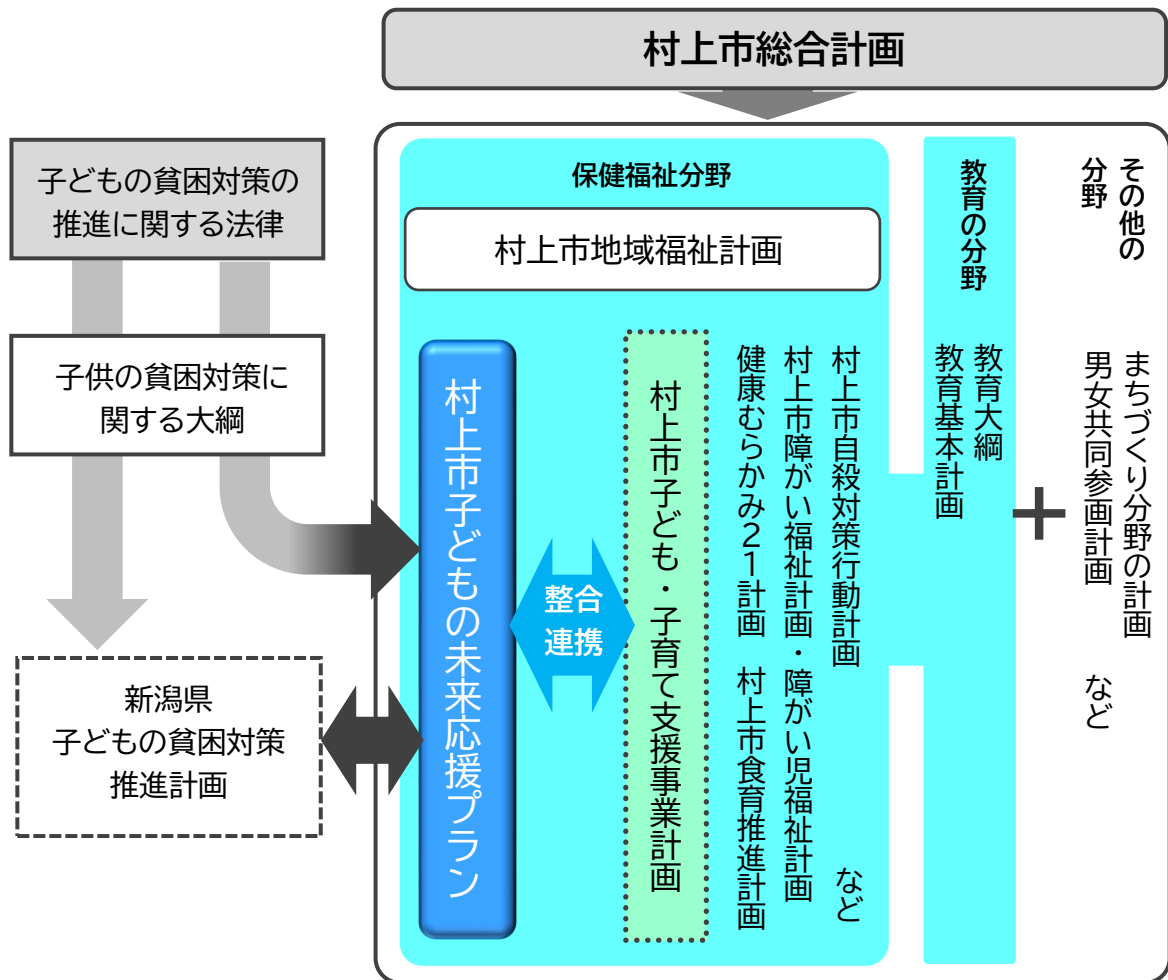 村上市総合計画
子どもの貧困対策の
推進に関する法律
子供の貧困対策に
関する大綱
新潟県
子どもの貧困対策
推進計画
保健福祉分野
村上市地域福祉計画
村上市子どもの未来応援プラン
整合
連携
村上市子ども・子育て支援事業計画
村上市自殺対策行動計画 など
村上市障がい福祉計画・障がい児福祉計画
健康むらかみ21計画 村上市食育推進計画
教育の分野
教育大綱
教育基本計画
+
その他の
分野
まちづくり分野の計画
男女共同参画計画 など